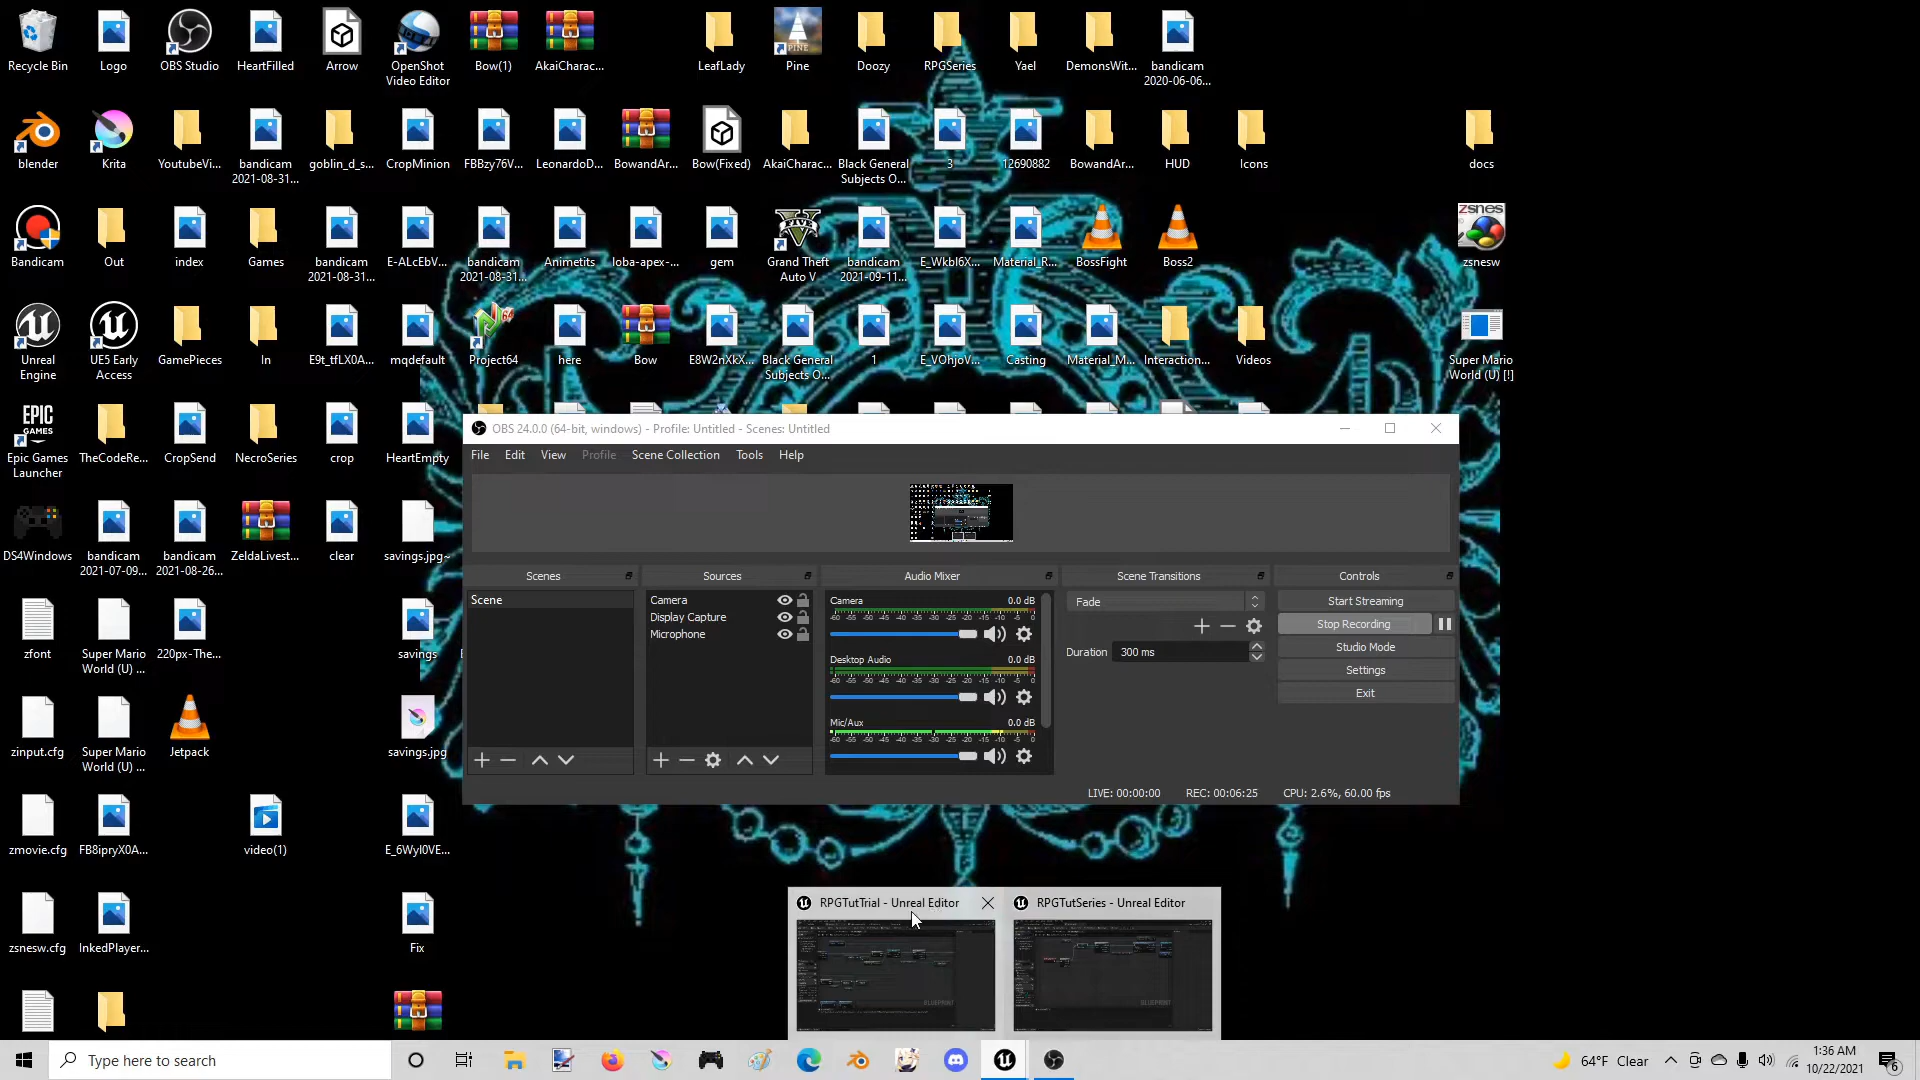 Recycle Bin
Logo
OBS Studio
HeartFilled
Arrow
OpenShot
Video Editor
Bow(1)
AkaiCharac...
LeafLady
Pine
Doozy
RPGSeries
Yael
DemonsWit...
bandicam
2020-06-06...
blender
Krita
YoutubeVi...
bandicam
2021-08-31...
goblin_d_s...
CropMinion
FBBzy76V...
LeonardoD...
BowandAr...
Bow(Fixed)
AkaiCharac...
Black General
Subjects O...
3
12690882
BowandAr...
HUD
Icons
docs
Bandicam
Out
index
Games
bandicam
2021-08-31...
E-ALcEbV...
bandicam
2021-08-31...
Animetits
loba-apex-...
gem
Grand Theft
Auto V
bandicam
2021-09-11...
E_Wkbl6X...
Material_R...
BossFight
Boss2
zsnesw
Unreal
Engine
UE5 Early
Access
GamePieces
In
E9t_tfLX0A...
mqdefault
Project64
here
Bow
E8W2nXkX...
Black General
Subjects O...
1
E_VOhjoV...
Casting
Material_M...
Interaction...
Videos
Super Mario
World (U) [!]
Epic Games
Launcher
TheCodeRe...
CropSend
NecroSeries
crop
HeartEmpty
OBS 24.0.0 (64-bit, windows) - Profile: Untitled - Scenes: Untitled
File Edit View Profile Scene Collection Tools Help
DS4Windows
bandicam
2021-07-09...
bandicam
2021-08-26...
ZeldaLivest...
clear
savings.jpg~
Scenes Sources Audio Mixer Scene Transitions Controls
Scene
Camera
Display Capture
Microphone
Camera 0.0 dB
Desktop Audio 0.0 dB
Mic/Aux 0.0 dB
Fade
Duration 300 ms
Start Streaming
Stop Recording
Studio Mode
Settings
Exit
LIVE: 00:00:00 REC: 00:06:25 CPU: 2.6%, 60.00 fps
zfont
Super Mario
World (U) ...
220px-The...
savings
zinput.cfg
Super Mario
World (U) ...
Jetpack
savings.jpg
zmovie.cfg
FB8ipryX0A...
video(1)
E_6WyI0VE...
zsnesw.cfg
InkedPlayer...
Fix
RPGTutTrial - Unreal Editor
RPGTutSeries - Unreal Editor
Type here to search
64°F Clear
1:36 AM
10/22/2021
6